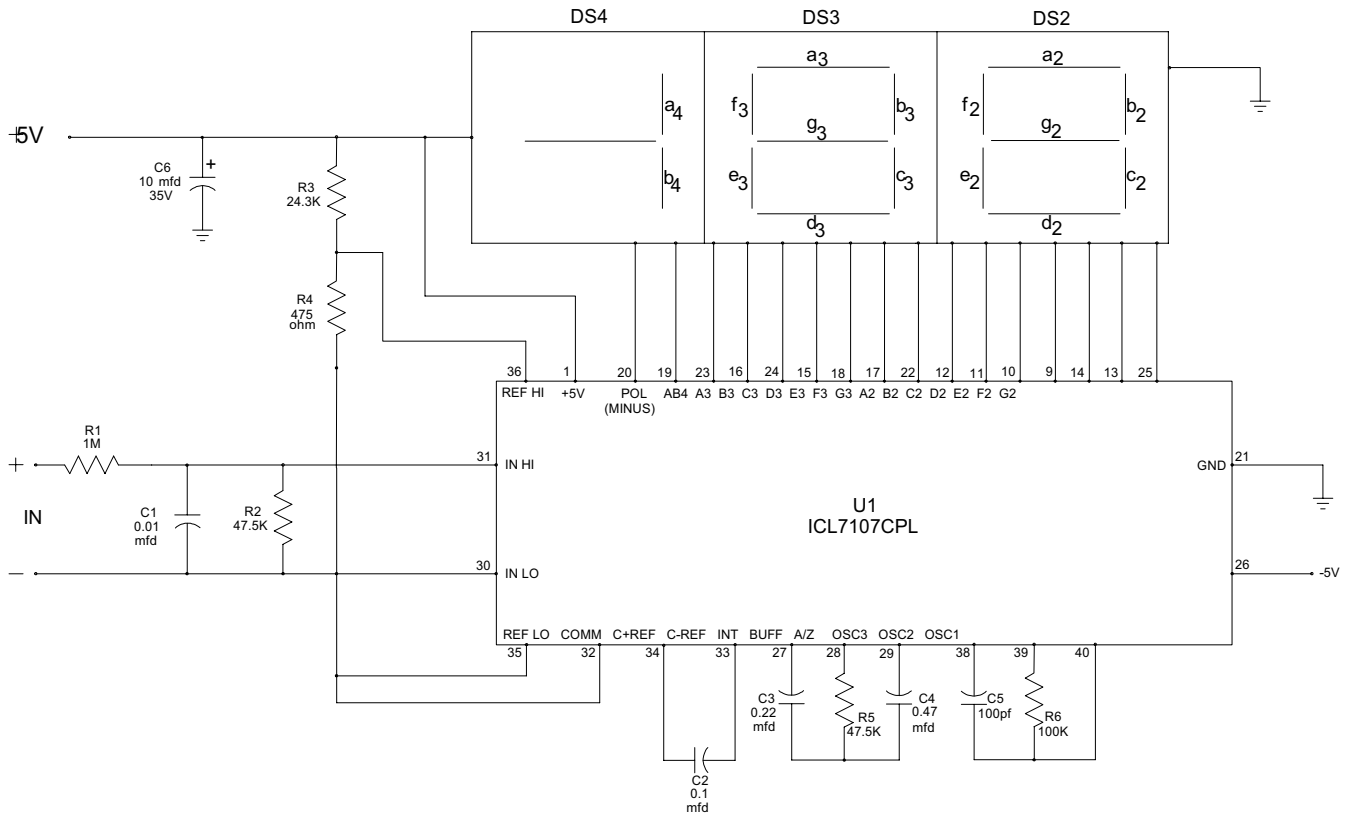 DS4 DS3 DS2
a3 a2
a4 f3 b3 f2 b2
g3 g2
+5V
C6
10 mfd
35V
+
R3
24.3K
b4 e3 c3 e2 c2
d3 d2
R4
475
ohm
36 1 20 19 23 16 24 15 18 17 22 12 11 10 9 14 13 25
REF HI +5V POL AB4 A3 B3 C3 D3 E3 F3 G3 A2 B2 C2 D2 E2 F2 G2
(MINUS)
R1
1M
+
31 IN HI
GND 21
IN
C1
0.01
mfd
R2
47.5K
U1
ICL7107CPL
−
30 IN LO
26 -5V
REF LO COMM C+REF C-REF INT BUFF A/Z OSC3 OSC2 OSC1
35 32 34 33 27 28 29 38 39 40
C3
0.22
mfd
R5
47.5K
C4
0.47
mfd
C5
100pf
R6
100K
C2
0.1
mfd